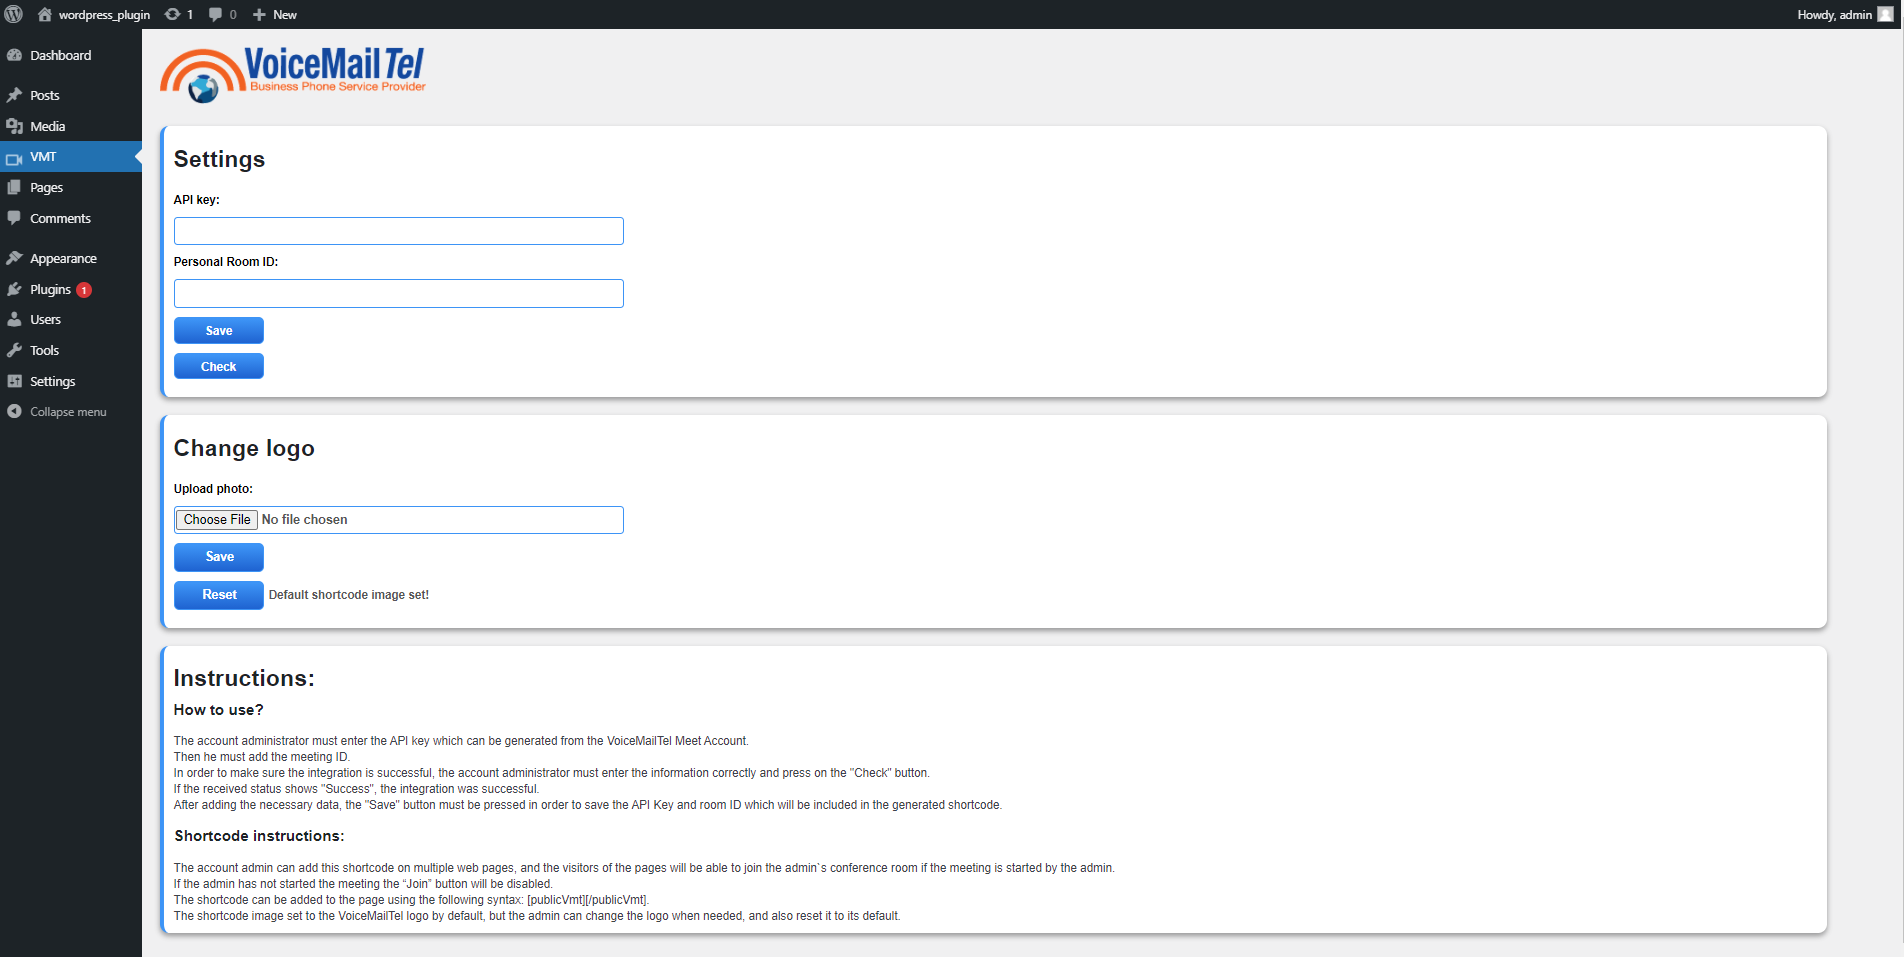 wordpress_plugin 1 0 New Howdy, admin
Dashboard
Posts
Media
VMT
Pages
Comments
Appearance
Plugins 1
Users
Tools
Settings
Collapse menu
VoiceMailTel
Business Phone Service Provider
Settings
API key:
Personal Room ID:
Save
Check
Change logo
Upload photo:
Choose File No file chosen
Save
Reset Default shortcode image set!
Instructions:
How to use?
The account administrator must enter the API key which can be generated from the VoiceMailTel Meet Account.
Then he must add the meeting ID.
In order to make sure the integration is successful, the account administrator must enter the information correctly and press on the "Check" button.
If the received status shows "Success", the integration was successful.
After adding the necessary data, the "Save" button must be pressed in order to save the API Key and room ID which will be included in the generated shortcode.
Shortcode instructions:
The account admin can add this shortcode on multiple web pages, and the visitors of the pages will be able to join the admin`s conference room if the meeting is started by the admin.
If the admin has not started the meeting the “Join” button will be disabled.
The shortcode can be added to the page using the following syntax: [publicVmt][/publicVmt].
The shortcode image set to the VoiceMailTel logo by default, but the admin can change the logo when needed, and also reset it to its default.